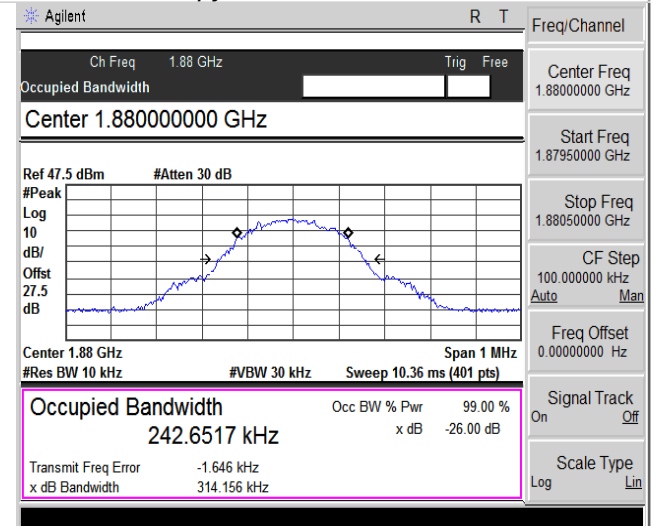 Agilent R T
Freq/Channel
Ch Freq 1.88 GHz Trig Free
Occupied Bandwidth
Center 1.880000000 GHz
Ref 47.5 dBm #Atten 30 dB
#Peak
Log
10
dB/
Offst
27.5
dB
Center 1.88 GHz Span 1 MHz
#Res BW 10 kHz #VBW 30 kHz Sweep 10.36 ms (401 pts)
Occupied Bandwidth Occ BW % Pwr 99.00 %
242.6517 kHz x dB -26.00 dB
Transmit Freq Error -1.646 kHz
x dB Bandwidth 314.156 kHz
Center Freq
1.88000000 GHz
Start Freq
1.87950000 GHz
Stop Freq
1.88050000 GHz
CF Step
100.000000 kHz
Auto Man
Freq Offset
0.00000000 Hz
Signal Track
On Off
Scale Type
Log Lin